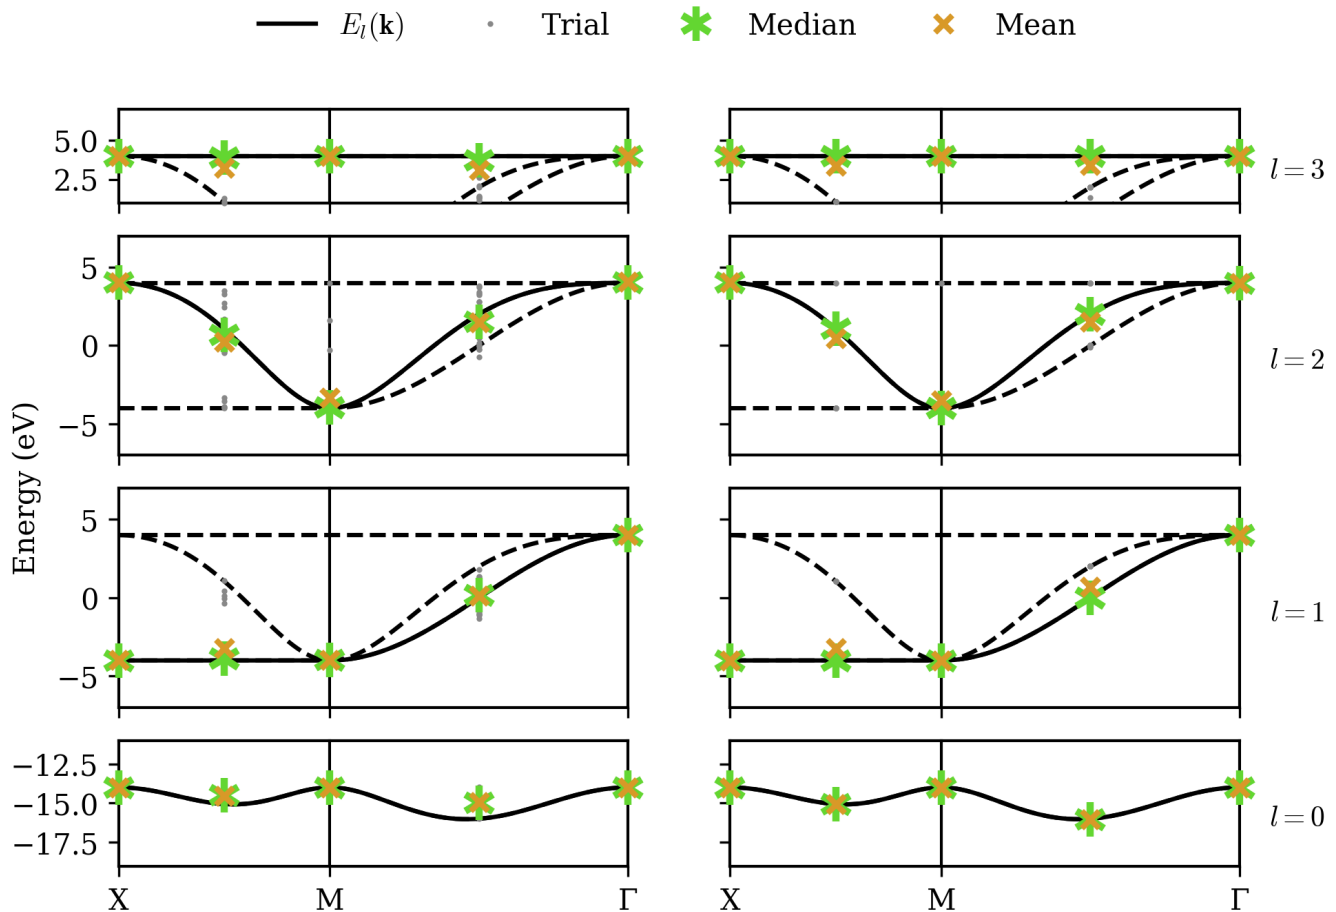 E_l(k) Trial Median Mean
5.0
2.5
l = 3
5
0
−5
l = 2
Energy (eV)
5
0
−5
l = 1
−12.5
−15.0
−17.5
l = 0
X M Γ X M Γ